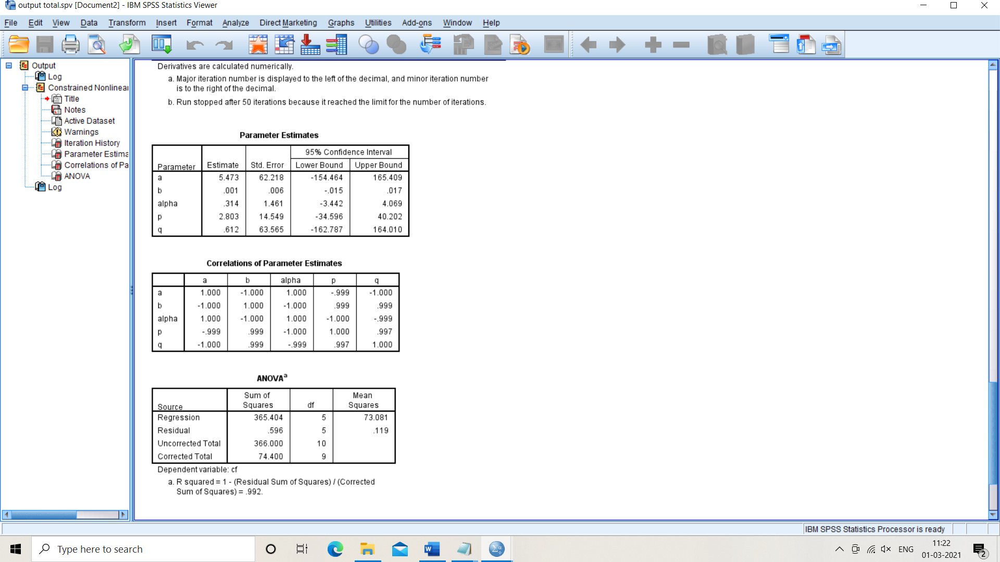 output total.spv [Document2] - IBM SPSS Statistics Viewer
File Edit View Data Transform Insert Format Analyze Direct Marketing Graphs Utilities Add-ons Window Help
Output
Log
Constrained Nonlinear
Title
Notes
Active Dataset
Warnings
Iteration History
Parameter Estima
Correlations of Pa
ANOVA
Log
Derivatives are calculated numerically.
a. Major iteration number is displayed to the left of the decimal, and minor iteration number
is to the right of the decimal.
b. Run stopped after 50 iterations because it reached the limit for the number of iterations.
Parameter Estimates
95% Confidence Interval
Parameter Estimate Std. Error Lower Bound Upper Bound
a 5.473 62.218 -154.464 165.409
b .001 .006 -.015 .017
alpha .314 1.461 -3.442 4.069
p 2.803 14.549 -34.596 40.202
q .612 63.565 -162.787 164.010
Correlations of Parameter Estimates
a b alpha p q
a 1.000 -1.000 1.000 -.999 -1.000
b -1.000 1.000 -1.000 .999 .999
alpha 1.000 -1.000 1.000 -1.000 -.999
p -.999 .999 -1.000 1.000 .997
q -1.000 .999 -.999 .997 1.000
ANOVAa
Sum of Mean
Source Squares df Squares
Regression 365.404 5 73.081
Residual .596 5 .119
Uncorrected Total 366.000 10
Corrected Total 74.400 9
Dependent variable: cf
a. R squared = 1 - (Residual Sum of Squares) / (Corrected
Sum of Squares) = .992.
IBM SPSS Statistics Processor is ready
Type here to search
ENG
11:22
01-03-2021
2